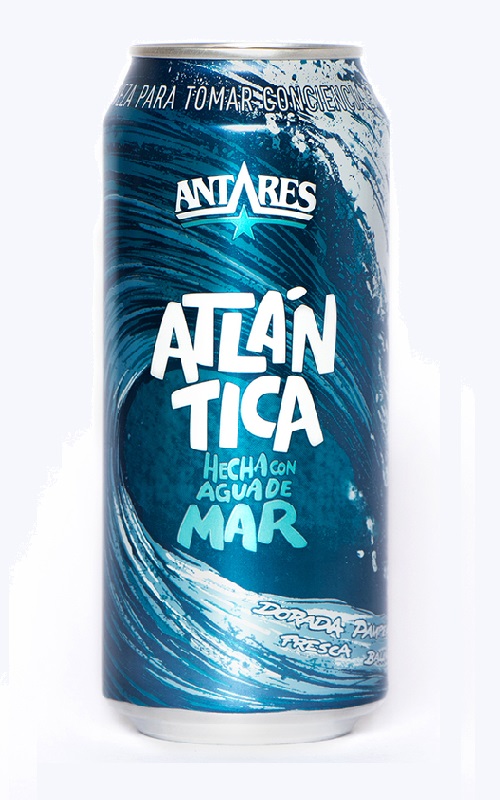 PARA TOMAR CONCIENCIA
ANTARES
ATLÁN
TICA
HECHA CON
AGUA DE
MAR
DORADA
FRESCA